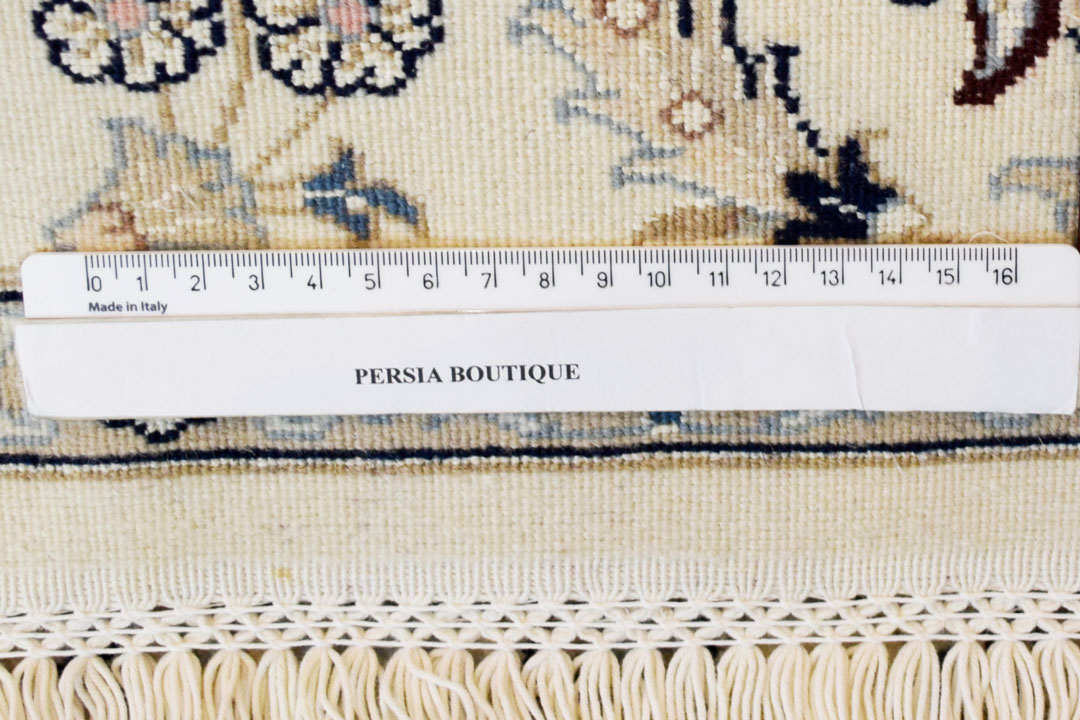 0 1 2 3 4 5 6 7 8 9 10 11 12 13 14 15 16
Made in Italy
PERSIA BOUTIQUE